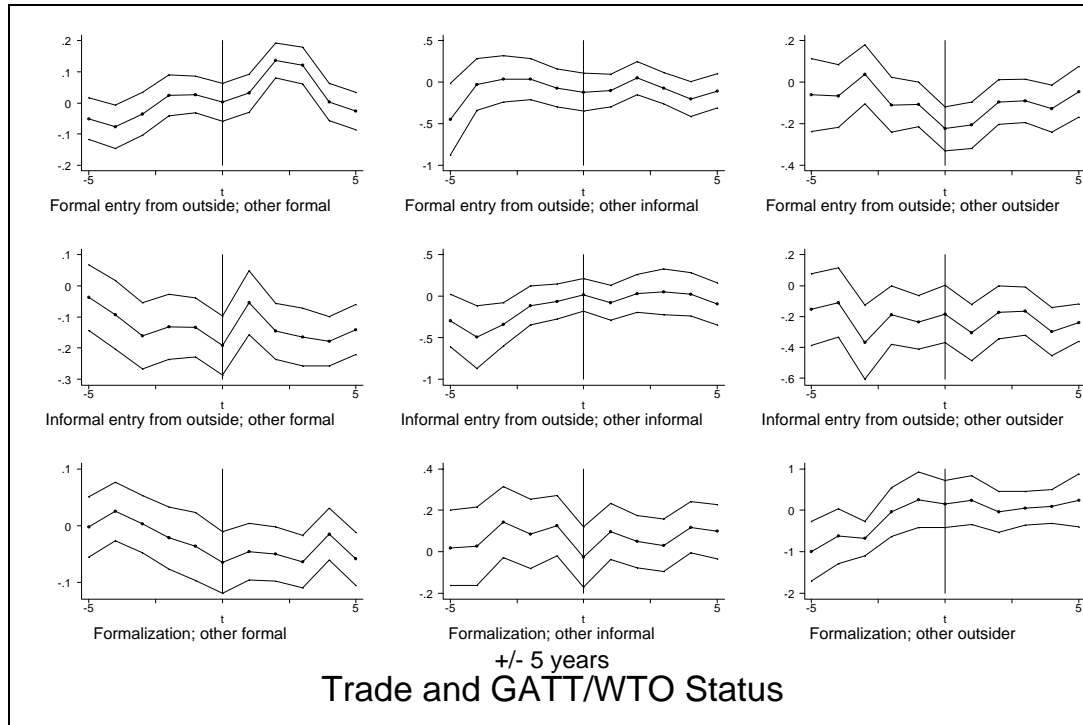 .2
.1
0
-.1
-.2
-5 5
t
Formal entry from outside; other formal
.5
0
-.5
-1
-5 5
t
Formal entry from outside; other informal
.2
0
-.2
-.4
-5 5
t
Formal entry from outside; other outsider
.1
0
-.1
-.2
-.3
-5 5
t
Informal entry from outside; other formal
.5
0
-.5
-1
-5 5
t
Informal entry from outside; other informal
.2
0
-.2
-.4
-.6
-5 5
t
Informal entry from outside; other outsider
.1
0
-.1
-5 5
t
Formalization; other formal
.4
.2
0
-.2
-5 5
t
Formalization; other informal
1
0
-1
-2
-5 5
t
Formalization; other outsider
+/- 5 years
Trade and GATT/WTO Status